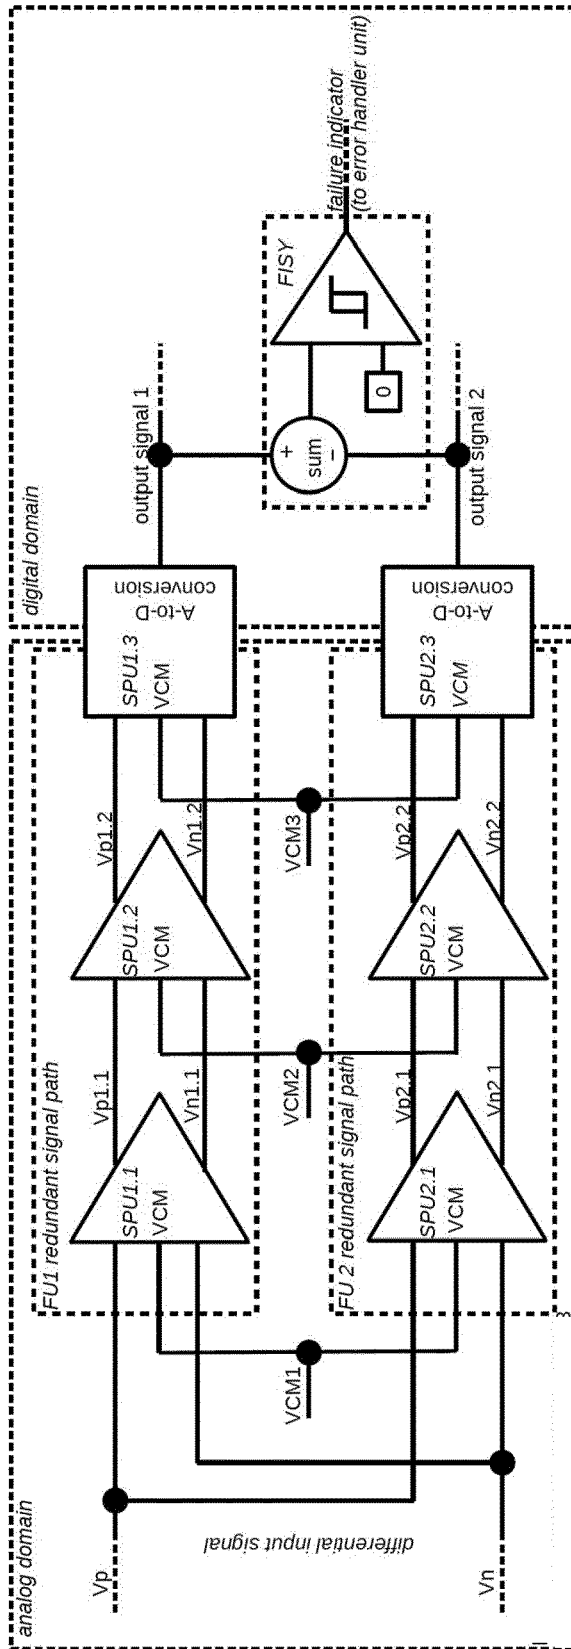 analog domain
digital domain
FU1 redundant signal path
Vp
differential input signal
Vn
SPU1.1
VCM
Vp1.1
Vn1.1
SPU1.2
VCM
Vp1.2
Vn1.2
SPU1.3
VCM
A-to-D
conversion
output signal 1
VCM1
VCM2
VCM3
sum
+
−
0
FISY
failure indicator
(to error handler unit)
FU 2 redundant signal path
SPU2.1
VCM
Vp2.1
Vn2.1
SPU2.2
VCM
Vp2.2
Vn2.2
SPU2.3
VCM
A-to-D
conversion
output signal 2